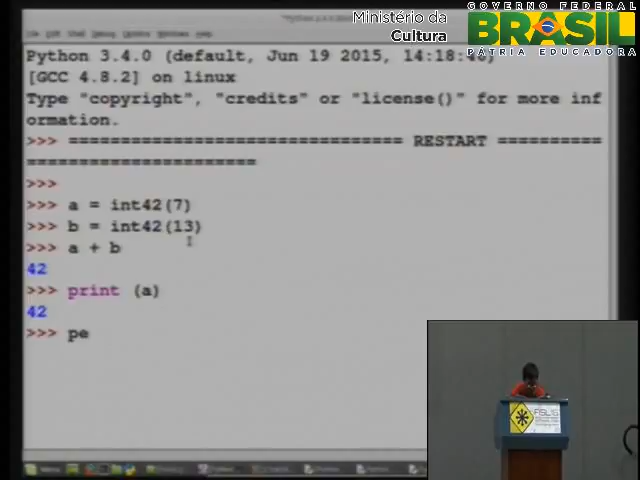 GOVERNO FEDERAL
Ministério da
Cultura
BRASIL
PÁTRIA EDUCADORA
Python 3.4.0 (default, Jun 19 2015, 14:18:46)
[GCC 4.8.2] on linux
Type "copyright", "credits" or "license()" for more inf
ormation.
>>> ================================ RESTART ==========
======================
>>>
>>> a = int42(7)
>>> b = int42(13)
>>> a + b
42
>>> print (a)
42
>>> pe